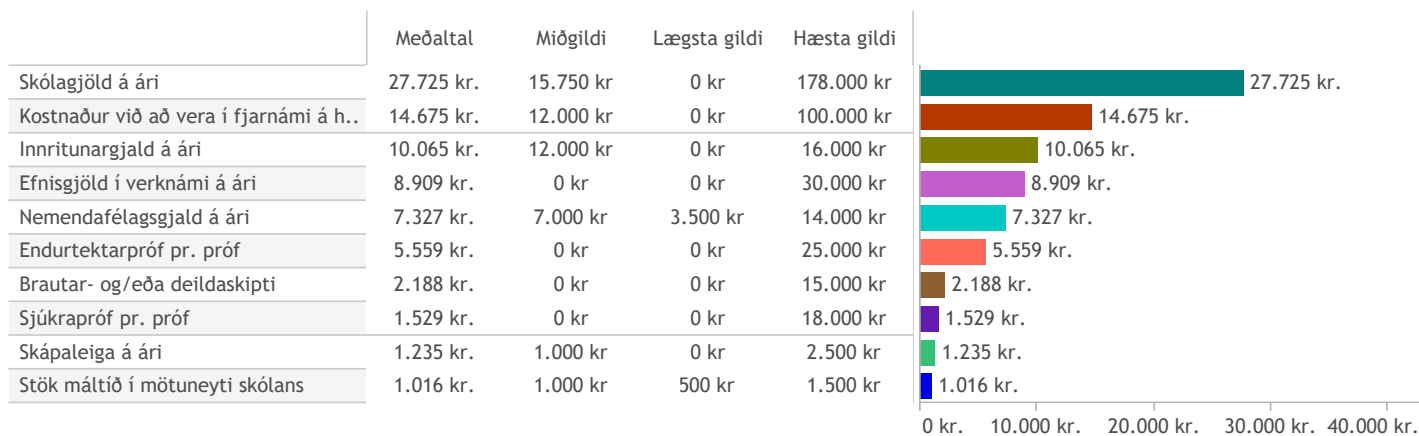 Meðaltal Miðgildi Lægsta gildi Hæsta gildi
Skólagjöld á ári 27.725 kr. 15.750 kr 0 kr 178.000 kr 27.725 kr.
Kostnaður við að vera í fjarnámi á h.. 14.675 kr. 12.000 kr 0 kr 100.000 kr 14.675 kr.
Innritunargjald á ári 10.065 kr. 12.000 kr 0 kr 16.000 kr 10.065 kr.
Efnisgjöld í verknámi á ári 8.909 kr. 0 kr 0 kr 30.000 kr 8.909 kr.
Nemendafélagsgjald á ári 7.327 kr. 7.000 kr 3.500 kr 14.000 kr 7.327 kr.
Endurtektarpróf pr. próf 5.559 kr. 0 kr 0 kr 25.000 kr 5.559 kr.
Brautar- og/eða deildaskipti 2.188 kr. 0 kr 0 kr 15.000 kr 2.188 kr.
Sjúkrapróf pr. próf 1.529 kr. 0 kr 0 kr 18.000 kr 1.529 kr.
Skápaleiga á ári 1.235 kr. 1.000 kr 0 kr 2.500 kr 1.235 kr.
Stök máltíð í mötuneyti skólans 1.016 kr. 1.000 kr 500 kr 1.500 kr 1.016 kr.
0 kr. 10.000 kr. 20.000 kr. 30.000 kr. 40.000 kr.